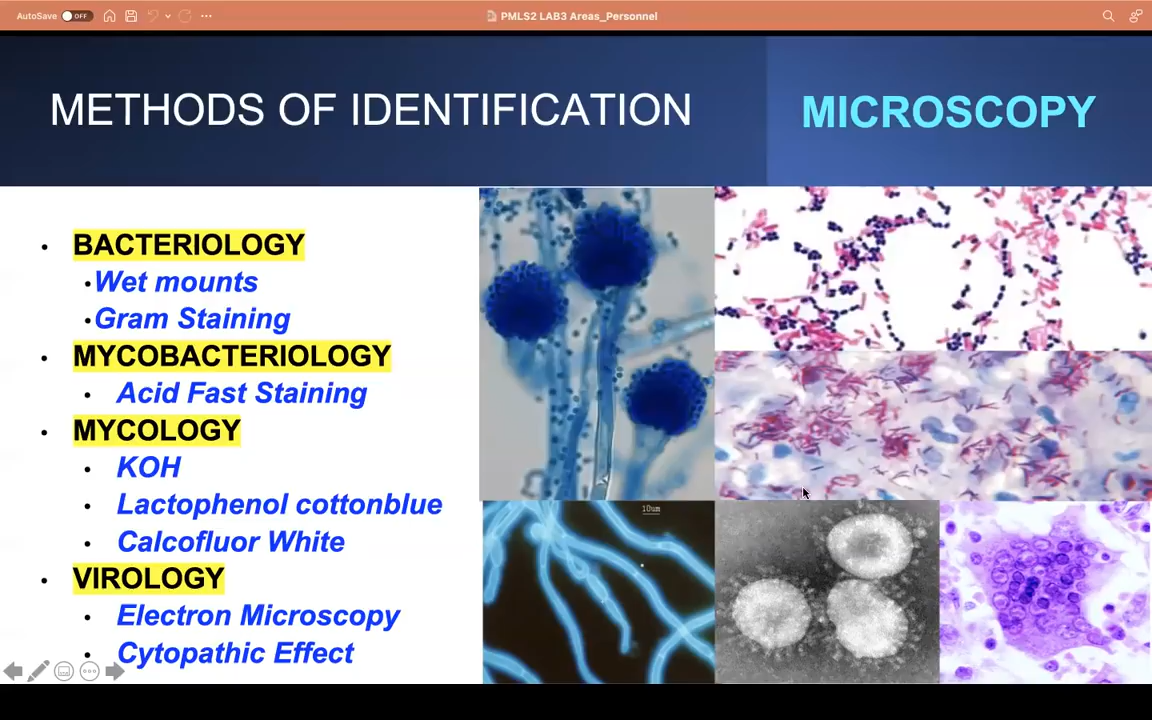 AutoSave OFF
PMLS2 LAB3 Areas_Personnel
METHODS OF IDENTIFICATION
MICROSCOPY
• BACTERIOLOGY
•Wet mounts
•Gram Staining
• MYCOBACTERIOLOGY
• Acid Fast Staining
• MYCOLOGY
• KOH
• Lactophenol cottonblue
• Calcofluor White
• VIROLOGY
• Electron Microscopy
• Cytopathic Effect
10um